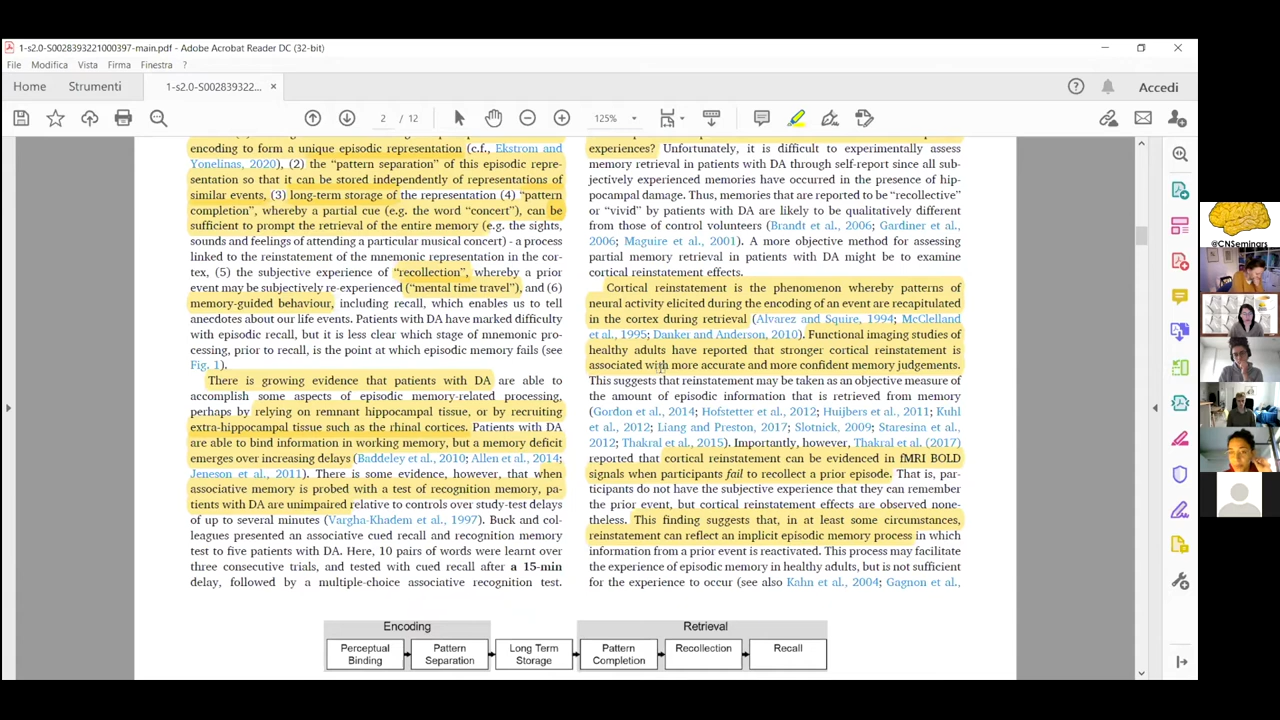 1-s2.0-S0028393221000397-main.pdf - Adobe Acrobat Reader DC (32-bit)
File Modifica Vista Firma Finestra ?
Home Strumenti 1-s2.0-S002839322... × Accedi
2 / 12 125%
encoding to form a unique episodic representation (c.f., Ekstrom and
Yonelinas, 2020), (2) the “pattern separation” of this episodic repre-
sentation so that it can be stored independently of representations of
similar events, (3) long-term storage of the representation (4) “pattern
completion”, whereby a partial cue (e.g. the word “concert”), can be
sufficient to prompt the retrieval of the entire memory (e.g. the sights,
sounds and feelings of attending a particular musical concert) - a process
linked to the reinstatement of the mnemonic representation in the cor-
tex, (5) the subjective experience of “recollection”, whereby a prior
event may be subjectively re-experienced (“mental time travel”), and (6)
memory-guided behaviour, including recall, which enables us to tell
anecdotes about our life events. Patients with DA have marked difficulty
with episodic recall, but it is less clear which stage of mnemonic pro-
cessing, prior to recall, is the point at which episodic memory fails (see
Fig. 1).
There is growing evidence that patients with DA are able to
accomplish some aspects of episodic memory-related processing,
perhaps by relying on remnant hippocampal tissue, or by recruiting
extra-hippocampal tissue such as the rhinal cortices. Patients with DA
are able to bind information in working memory, but a memory deficit
emerges over increasing delays (Baddeley et al., 2010; Allen et al., 2014;
Jeneson et al., 2011). There is some evidence, however, that when
associative memory is probed with a test of recognition memory, pa-
tients with DA are unimpaired relative to controls over study-test delays
of up to several minutes (Vargha-Khadem et al., 1997). Buck and col-
leagues presented an associative cued recall and recognition memory
test to five patients with DA. Here, 10 pairs of words were learnt over
three consecutive trials, and tested with cued recall after a 15-min
delay, followed by a multiple-choice associative recognition test.
experiences? Unfortunately, it is difficult to experimentally assess
memory retrieval in patients with DA through self-report since all sub-
jectively experienced memories have occurred in the presence of hip-
pocampal damage. Thus, memories that are reported to be “recollective”
or “vivid” by patients with DA are likely to be qualitatively different
from those of control volunteers (Brandt et al., 2006; Gardiner et al.,
2006; Maguire et al., 2001). A more objective method for assessing
partial memory retrieval in patients with DA might be to examine
cortical reinstatement effects.
Cortical reinstatement is the phenomenon whereby patterns of
neural activity elicited during the encoding of an event are recapitulated
in the cortex during retrieval (Alvarez and Squire, 1994; McClelland
et al., 1995; Danker and Anderson, 2010). Functional imaging studies of
healthy adults have reported that stronger cortical reinstatement is
associated with more accurate and more confident memory judgements.
This suggests that reinstatement may be taken as an objective measure of
the amount of episodic information that is retrieved from memory
(Gordon et al., 2014; Hofstetter et al., 2012; Huijbers et al., 2011; Kuhl
et al., 2012; Liang and Preston, 2017; Slotnick, 2009; Staresina et al.,
2012; Thakral et al., 2015). Importantly, however, Thakral et al. (2017)
reported that cortical reinstatement can be evidenced in fMRI BOLD
signals when participants fail to recollect a prior episode. That is, par-
ticipants do not have the subjective experience that they can remember
the prior event, but cortical reinstatement effects are observed none-
theless. This finding suggests that, in at least some circumstances,
reinstatement can reflect an implicit episodic memory process in which
information from a prior event is reactivated. This process may facilitate
the experience of episodic memory in healthy adults, but is not sufficient
for the experience to occur (see also Kahn et al., 2004; Gagnon et al.,
Encoding Retrieval
Perceptual Pattern Long Term Pattern Recollection Recall
Binding Separation Storage Completion
@CNSeminars